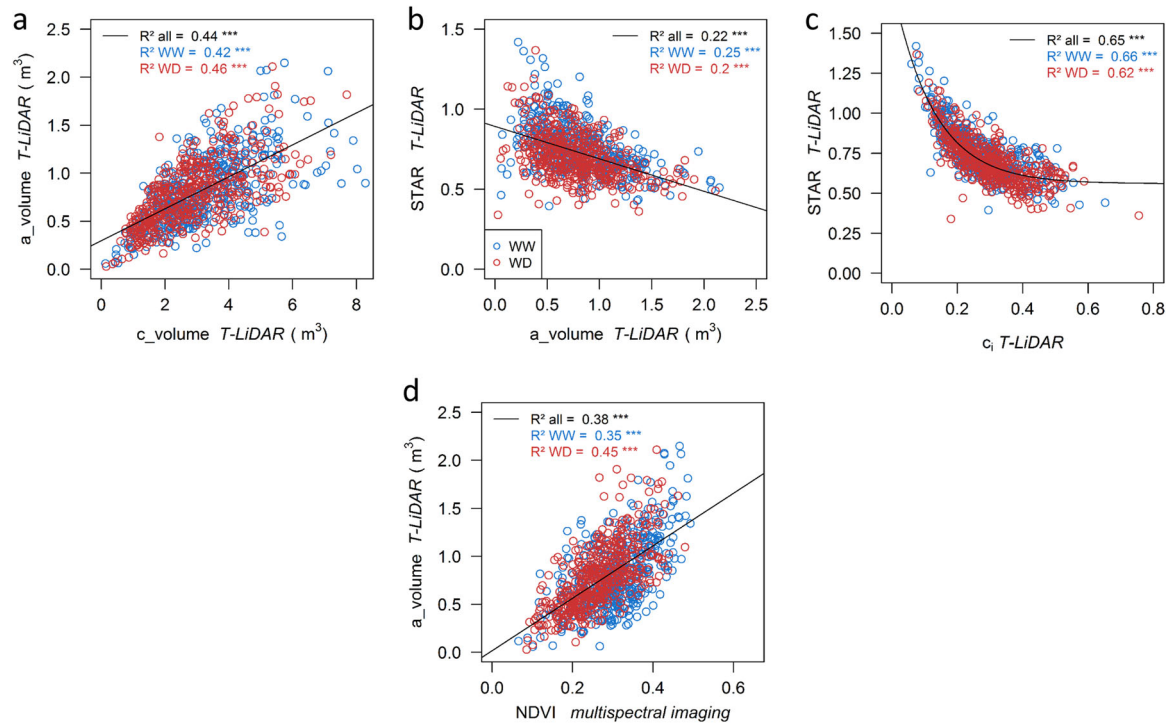 a
R² all = 0.44 ***
R² WW = 0.42 ***
R² WD = 0.46 ***
a_volume T-LiDAR ( m³)
2.5
2.0
1.5
1.0
0.5
0.0
0 2 4 6 8
c_volume T-LiDAR ( m³)
b
R² all = 0.22 ***
R² WW = 0.25 ***
R² WD = 0.2 ***
STAR T-LiDAR
1.5
1.0
0.5
0.0
WW
WD
0.0 0.5 1.0 1.5 2.0 2.5
a_volume T-LiDAR ( m³)
c
R² all = 0.65 ***
R² WW = 0.66 ***
R² WD = 0.62 ***
STAR T-LiDAR
1.50
1.25
1.00
0.75
0.50
0.25
0.00
0.0 0.2 0.4 0.6 0.8
cᵢ T-LiDAR
d
R² all = 0.38 ***
R² WW = 0.35 ***
R² WD = 0.45 ***
a_volume T-LiDAR ( m³)
2.5
2.0
1.5
1.0
0.5
0.0
0.0 0.2 0.4 0.6
NDVI multispectral imaging